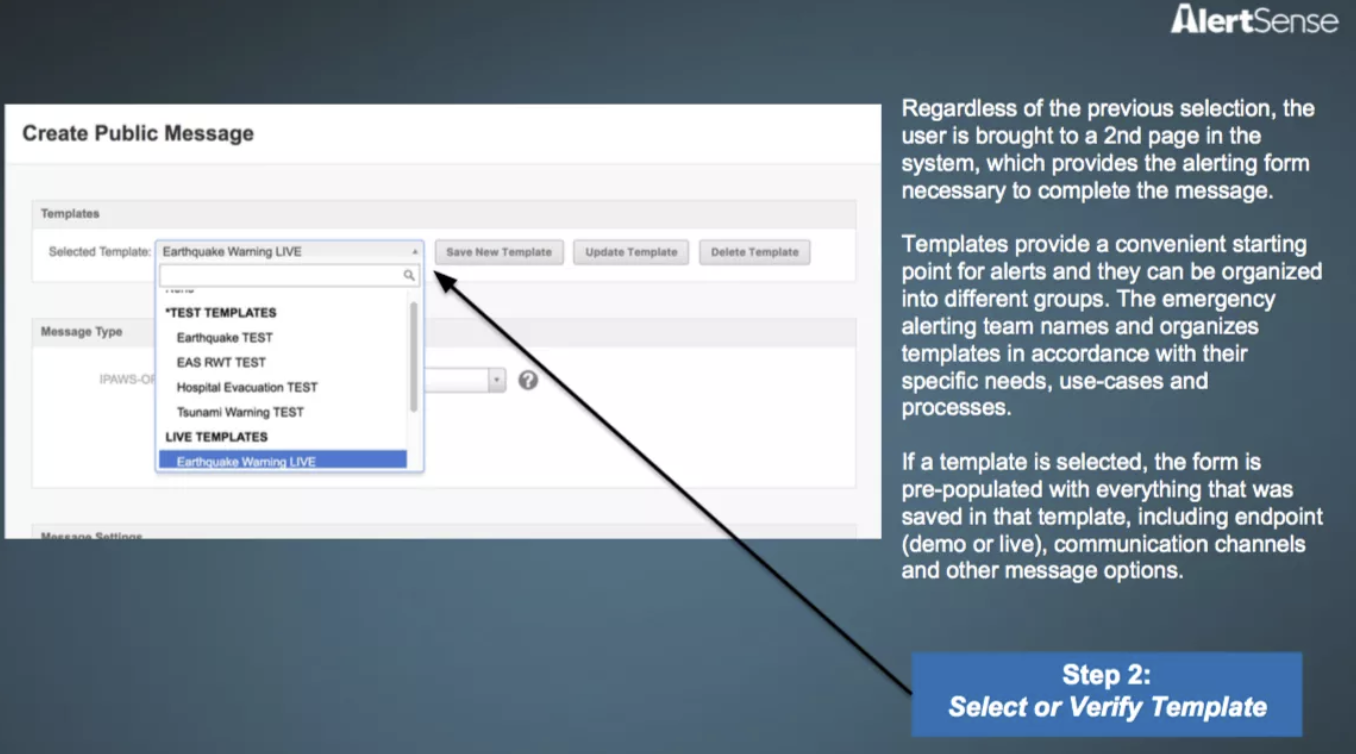 AlertSense
Create Public Message
Templates
Selected Template: Earthquake Warning LIVE Save New Template Update Template Delete Template
*TEST TEMPLATES
Earthquake TEST
EAS RWT TEST
Hospital Evacuation TEST
Tsunami Warning TEST
LIVE TEMPLATES
Earthquake Warning LIVE
Message Type
?
Message Settings
Regardless of the previous selection, the
user is brought to a 2nd page in the
system, which provides the alerting form
necessary to complete the message.
Templates provide a convenient starting
point for alerts and they can be organized
into different groups. The emergency
alerting team names and organizes
templates in accordance with their
specific needs, use-cases and
processes.
If a template is selected, the form is
pre-populated with everything that was
saved in that template, including endpoint
(demo or live), communication channels
and other message options.
Step 2:
Select or Verify Template